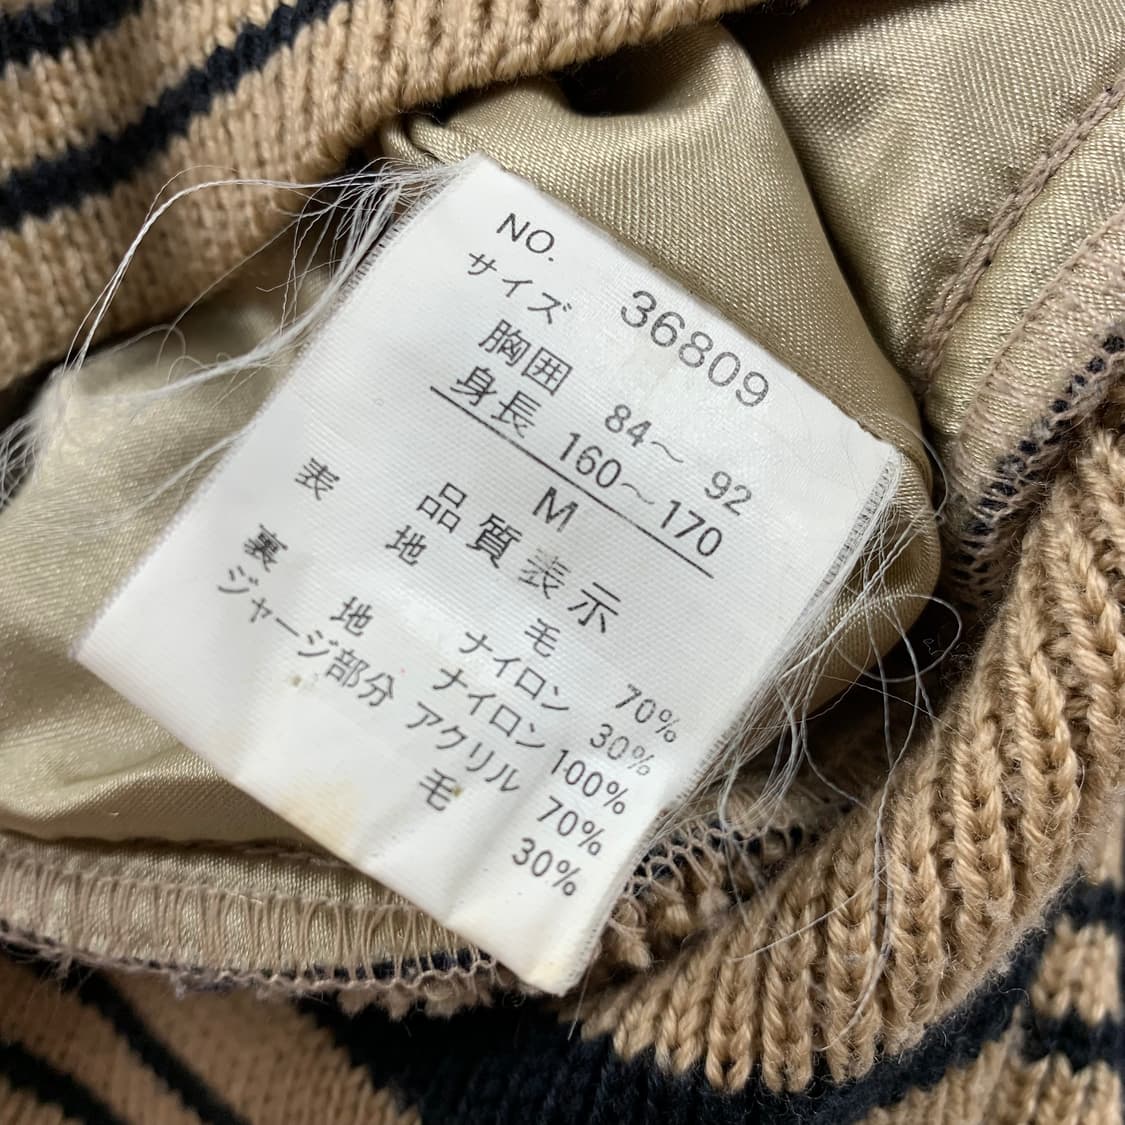 NO. 36809
サイズ
胸囲 84～ 92
身長 160～170
M
品質表示
表 地 毛 70%
ナイロン 30%
裏 地 ナイロン 100%
ジャージ部分 アクリル 70%
毛 30%